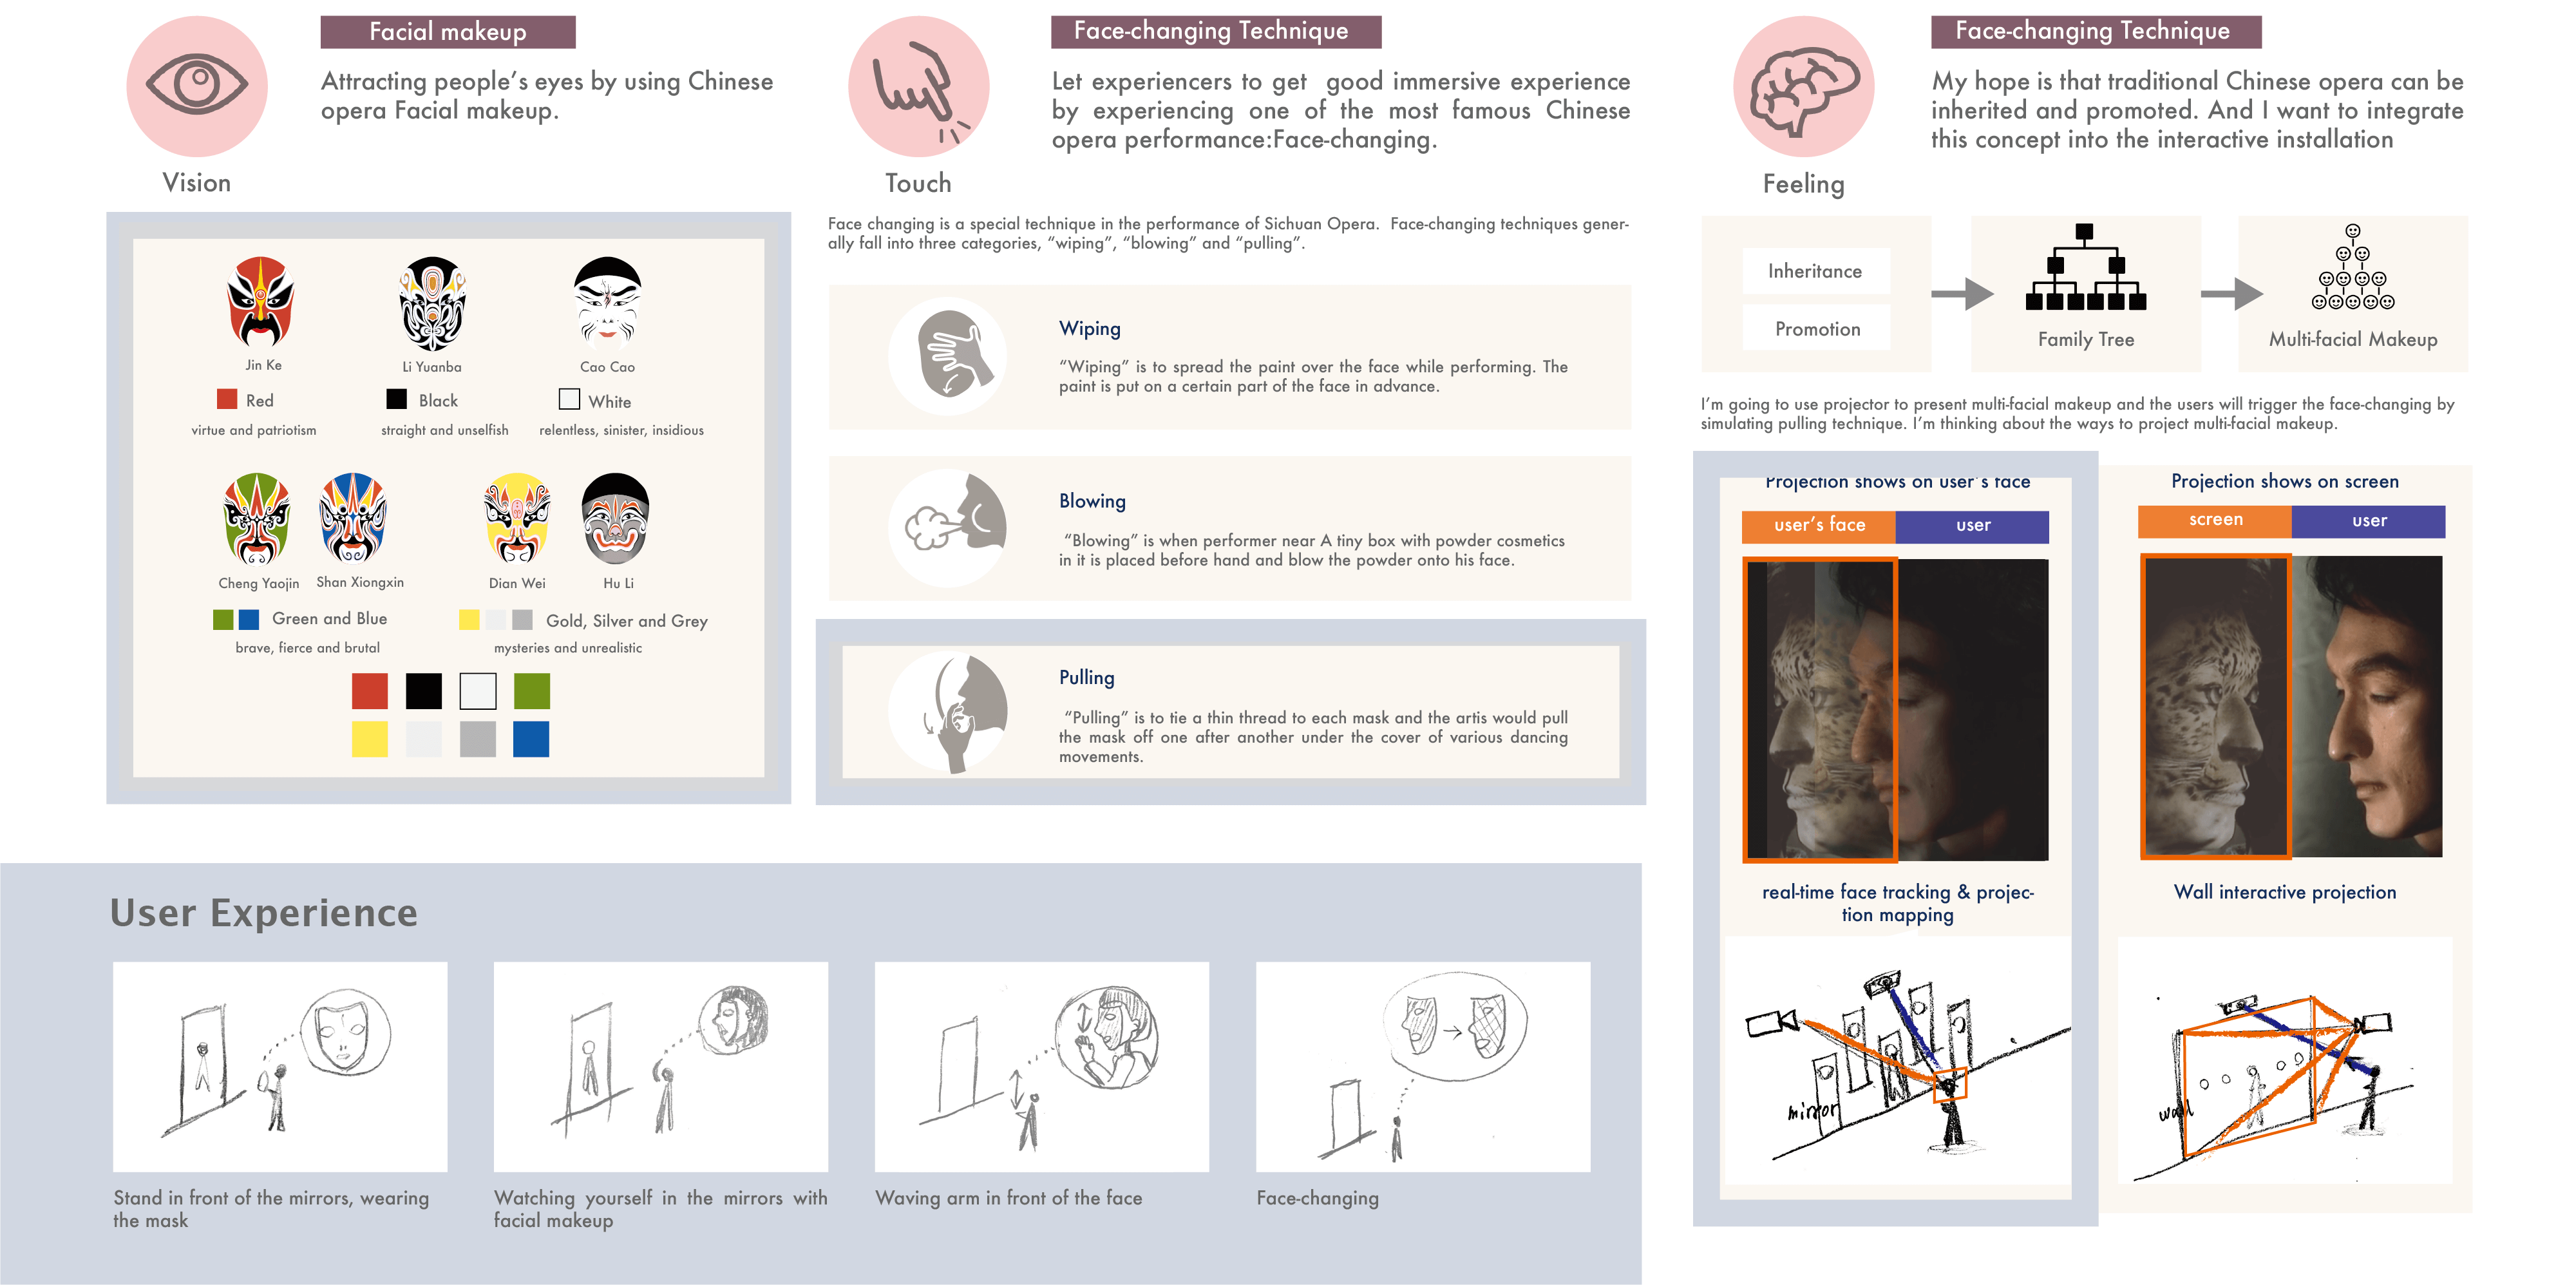 Facial makeup
Attracting people's eyes by using Chinese
opera Facial makeup.
Vision
Jin Ke
Li Yuanba
Cao Cao
Red
Black
White
virtue and patriotism
straight and unselfish
relentless, sinister, insidious
Cheng Yaojin
Shan Xiongxin
Dian Wei
Hu Li
Green and Blue
Gold, Silver and Grey
brave, fierce and brutal
mysteries and unrealistic
Face-changing Technique
Let experiencers to get good immersive experience
by experiencing one of the most famous Chinese
opera performance:Face-changing.
Touch
Face changing is a special technique in the performance of Sichuan Opera. Face-changing techniques gener-
ally fall into three categories, “wiping”, “blowing” and “pulling”.
Wiping
“Wiping” is to spread the paint over the face while performing. The
paint is put on a certain part of the face in advance.
Blowing
“Blowing” is when performer near A tiny box with powder cosmetics
in it is placed before hand and blow the powder onto his face.
Pulling
“Pulling” is to tie a thin thread to each mask and the artis would pull
the mask off one after another under the cover of various dancing
movements.
Face-changing Technique
My hope is that traditional Chinese opera can be
inherited and promoted. And I want to integrate
this concept into the interactive installation
Feeling
Inheritance
Promotion
Family Tree
Multi-facial Makeup
I'm going to use projector to present multi-facial makeup and the users will trigger the face-changing by
simulating pulling technique. I'm thinking about the ways to project multi-facial makeup.
Projection shows on user's face
user's face
user
real-time face tracking & projec-
tion mapping
mirror
Projection shows on screen
screen
user
Wall interactive projection
wall
User Experience
Stand in front of the mirrors, wearing
the mask
Watching yourself in the mirrors with
facial makeup
Waving arm in front of the face
Face-changing